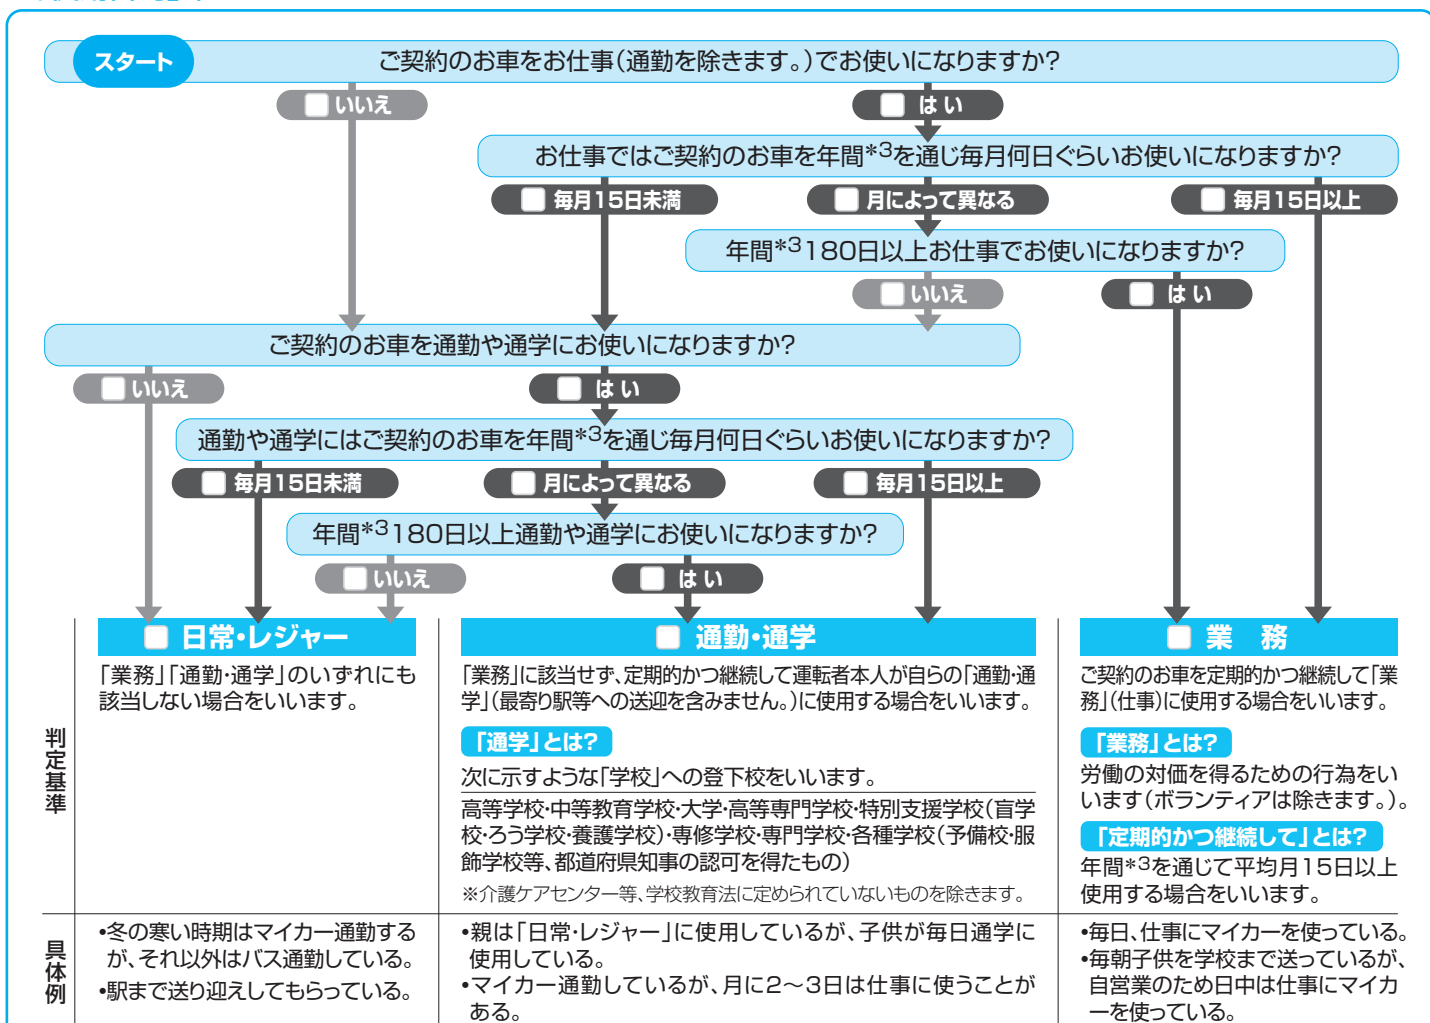 スタート
ご契約のお車をお仕事(通勤を除きます。)でお使いになりますか?
いいえ
はい
お仕事ではご契約のお車を年間*3を通じ毎月何日ぐらいお使いになりますか?
毎月15日未満
月によって異なる
毎月15日以上
年間*3180日以上お仕事でお使いになりますか?
いいえ
はい
ご契約のお車を通勤や通学にお使いになりますか?
いいえ
はい
通勤や通学にはご契約のお車を年間*3を通じ毎月何日ぐらいお使いになりますか?
毎月15日未満
月によって異なる
毎月15日以上
年間*3180日以上通勤や通学にお使いになりますか?
いいえ
はい
判定基準
日常・レジャー
「業務」「通勤・通学」のいずれにも
該当しない場合をいいます。
通勤・通学
「業務」に該当せず、定期的かつ継続して運転者本人が自らの「通勤・通
学」(最寄り駅等への送迎を含みません。)に使用する場合をいいます。
「通学」とは?
次に示すような「学校」への登下校をいいます。
高等学校・中等教育学校・大学・高等専門学校・特別支援学校(盲学
校・ろう学校・養護学校)・専修学校・専門学校・各種学校(予備校・服
飾学校等、都道府県知事の認可を得たもの)
※介護ケアセンター等、学校教育法に定められていないものを除きます。
業 務
ご契約のお車を定期的かつ継続して「業
務」(仕事)に使用する場合をいいます。
「業務」とは?
労働の対価を得るための行為をい
います(ボランティアは除きます。)。
「定期的かつ継続して」とは?
年間*3を通じて平均月15日以上
使用する場合をいいます。
具体例
•冬の寒い時期はマイカー通勤する
が、それ以外はバス通勤している。
•駅まで送り迎えしてもらっている。
•親は「日常・レジャー」に使用しているが、子供が毎日通学に
使用している。
•マイカー通勤しているが、月に2〜3日は仕事に使うことが
ある。
•毎日、仕事にマイカーを使っている。
•毎朝子供を学校まで送っているが、
自営業のため日中は仕事にマイカ
ーを使っている。